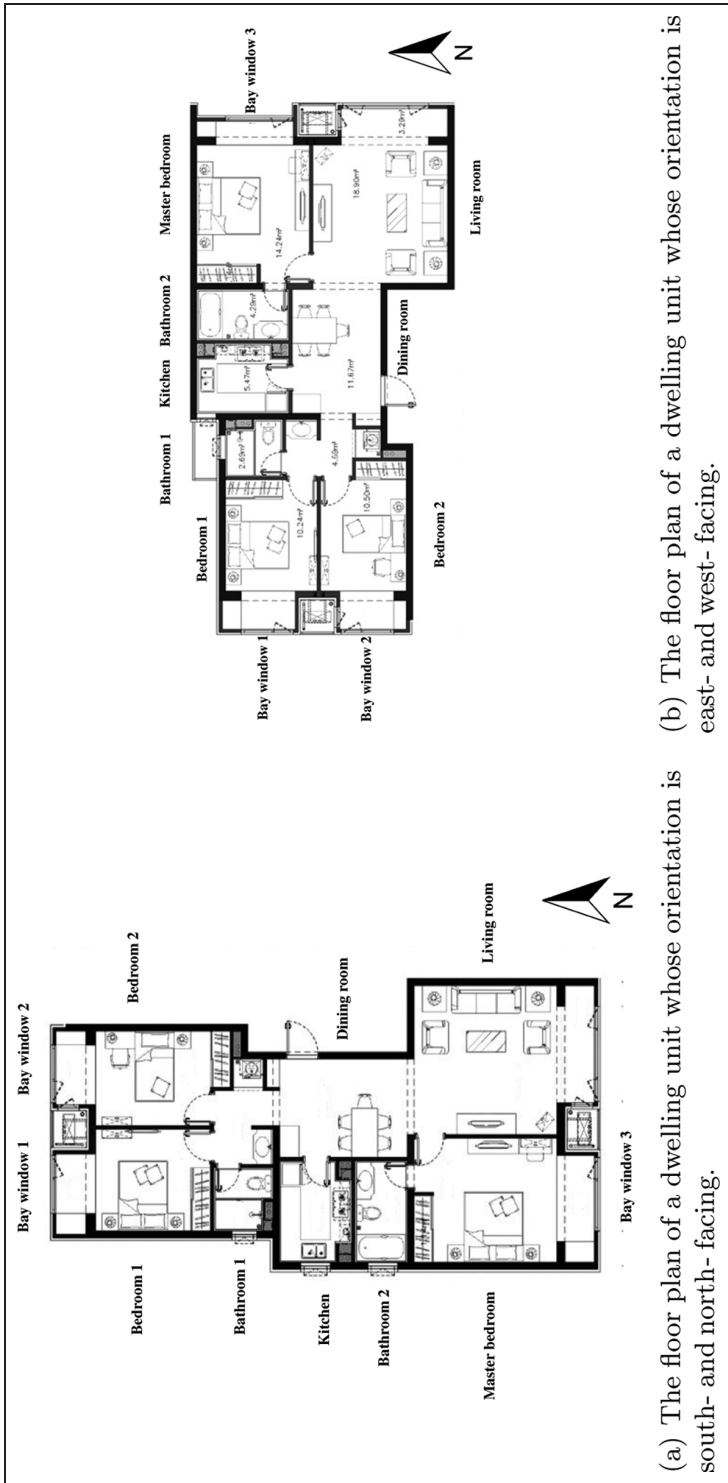 Bay window 1
Bay window 2
Bedroom 1
Bedroom 2
Bathroom 1
Kitchen
Dining room
Bathroom 2
Master bedroom
Living room
Bay window 3
N
(a) The floor plan of a dwelling unit whose orientation is
south- and north- facing.
Bathroom 1
Kitchen
Bathroom 2
Master bedroom
Bedroom 1
Bay window 3
2.69m²
5.47m²
4.29m²
14.24m²
18.90m²
3.29m²
10.24m²
4.69m²
11.67m²
10.50m²
Bay window 1
Bay window 2
Bedroom 2
Dining room
Living room
N
(b) The floor plan of a dwelling unit whose orientation is
east- and west- facing.